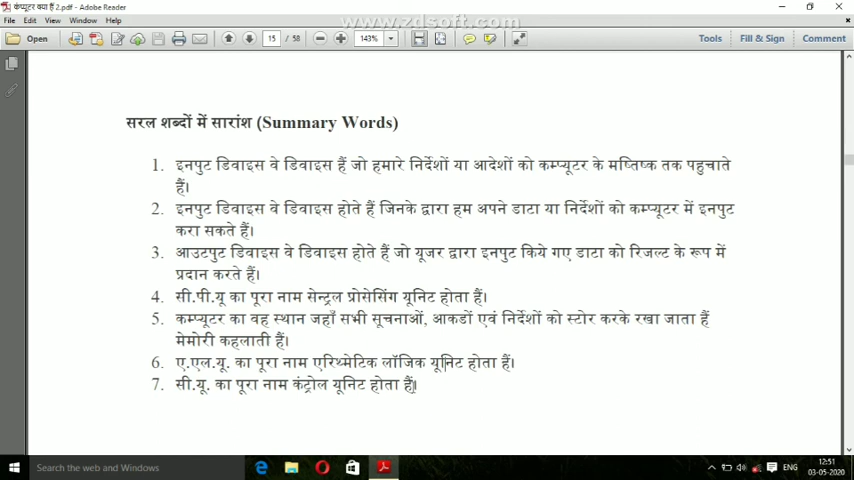 कंप्यूटर क्या हैं 2.pdf - Adobe Reader
www.zdsoft.com
File Edit View Window Help
Open 15 / 58 143% Tools Fill & Sign Comment
सरल शब्दों में सारांश (Summary Words)
1. इनपुट डिवाइस वे डिवाइस हैं जो हमारे निर्देशों या आदेशों को कम्प्यूटर के मष्तिष्क तक पहुचाते
हैं।
2. इनपुट डिवाइस वे डिवाइस होते हैं जिनके द्वारा हम अपने डाटा या निर्देशों को कम्प्यूटर में इनपुट
करा सकते हैं।
3. आउटपुट डिवाइस वे डिवाइस होते हैं जो यूजर द्वारा इनपुट किये गए डाटा को रिजल्ट के रूप में
प्रदान करते हैं।
4. सी.पी.यू का पूरा नाम सेन्ट्रल प्रोसेसिंग यूनिट होता हैं।
5. कम्प्यूटर का वह स्थान जहाँ सभी सूचनाओं, आकडों एवं निर्देशों को स्टोर करके रखा जाता हैं
मेमोरी कहलाती हैं।
6. ए.एल.यू. का पूरा नाम एरिथ्मेटिक लॉजिक यूनिट होता हैं।
7. सी.यू. का पूरा नाम कंट्रोल यूनिट होता हैं।
Search the web and Windows
ENG
12:51
03-05-2020